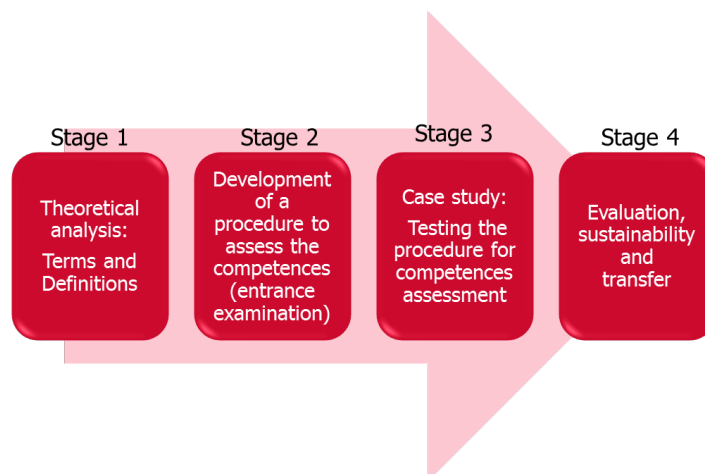 Stage 1
Theoretical
analysis:
Terms and
Definitions
Stage 2
Development
of a
procedure to
assess the
competences
(entrance
examination)
Stage 3
Case study:
Testing the
procedure for
competences
assessment
Stage 4
Evaluation,
sustainability
and
transfer